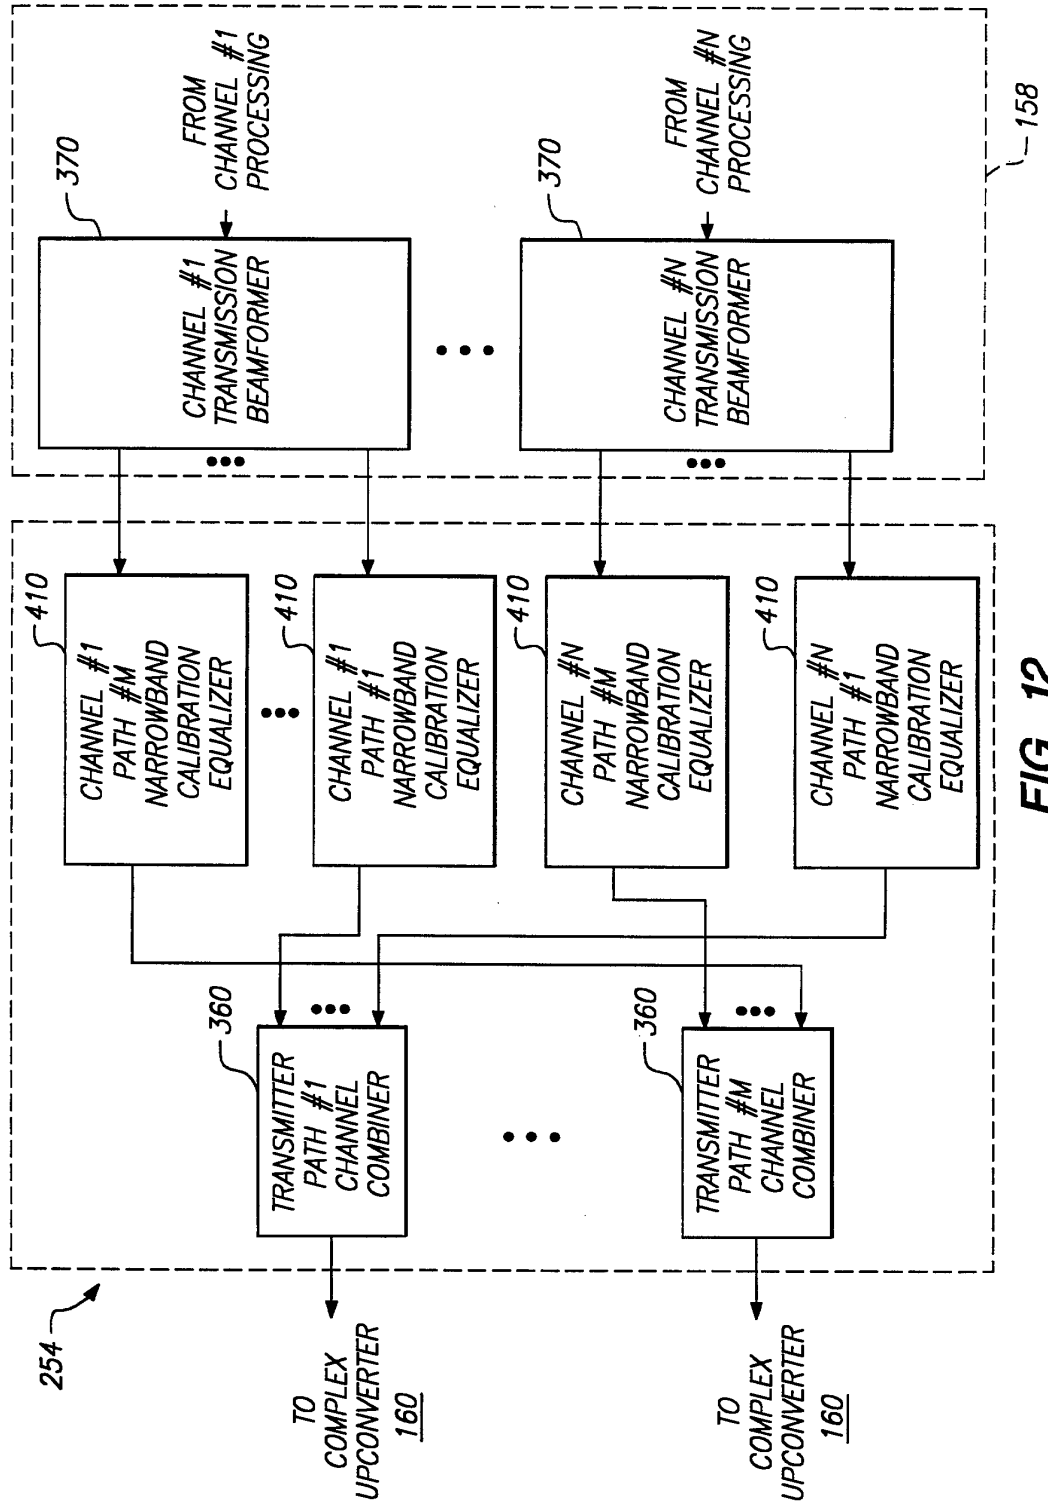 254
TO
COMPLEX
UPCONVERTER
160
TO
COMPLEX
UPCONVERTER
160
360
TRANSMITTER
PATH #1
CHANNEL
COMBINER
360
TRANSMITTER
PATH #M
CHANNEL
COMBINER
410
CHANNEL #1
PATH #M
NARROWBAND
CALIBRATION
EQUALIZER
410
CHANNEL #1
PATH #1
NARROWBAND
CALIBRATION
EQUALIZER
410
CHANNEL #N
PATH #M
NARROWBAND
CALIBRATION
EQUALIZER
410
CHANNEL #N
PATH #1
NARROWBAND
CALIBRATION
EQUALIZER
370
CHANNEL #1
TRANSMISSION
BEAMFORMER
370
CHANNEL #N
TRANSMISSION
BEAMFORMER
FROM
CHANNEL #1
PROCESSING
FROM
CHANNEL #N
PROCESSING
158
FIG. 12